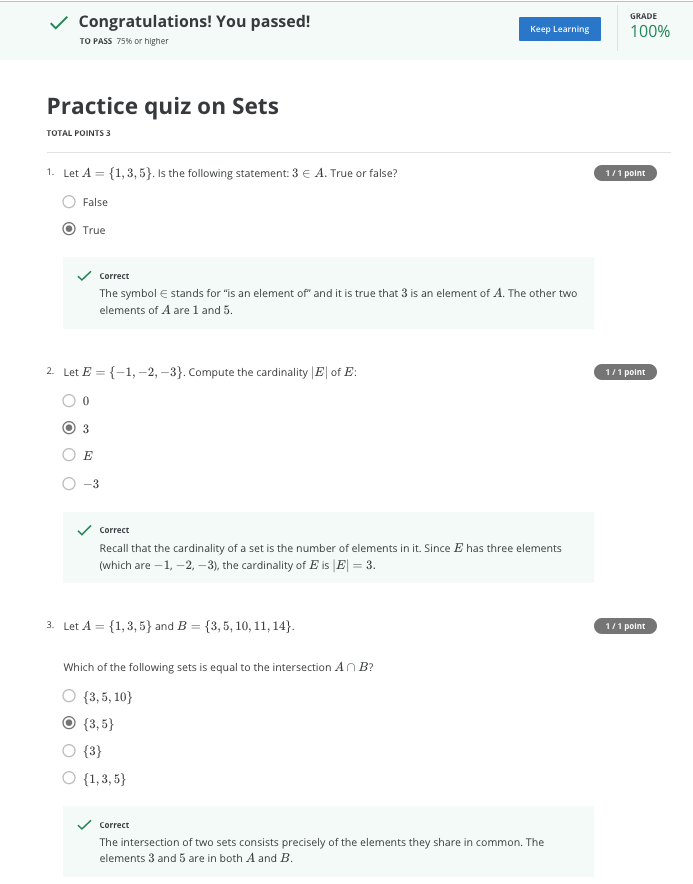 Congratulations! You passed!
TO PASS 75% or higher
Keep Learning
GRADE
100%
Practice quiz on Sets
TOTAL POINTS 3
1. Let A = {1, 3, 5}. Is the following statement: 3 ∈ A. True or false?
1 / 1 point
False
True
Correct
The symbol ∈ stands for “is an element of” and it is true that 3 is an element of A. The other two
elements of A are 1 and 5.
2. Let E = {−1, −2, −3}. Compute the cardinality |E| of E:
1 / 1 point
0
3
E
−3
Correct
Recall that the cardinality of a set is the number of elements in it. Since E has three elements
(which are −1, −2, −3), the cardinality of E is |E| = 3.
3. Let A = {1, 3, 5} and B = {3, 5, 10, 11, 14}.
1 / 1 point
Which of the following sets is equal to the intersection A ∩ B?
{3, 5, 10}
{3, 5}
{3}
{1, 3, 5}
Correct
The intersection of two sets consists precisely of the elements they share in common. The
elements 3 and 5 are in both A and B.